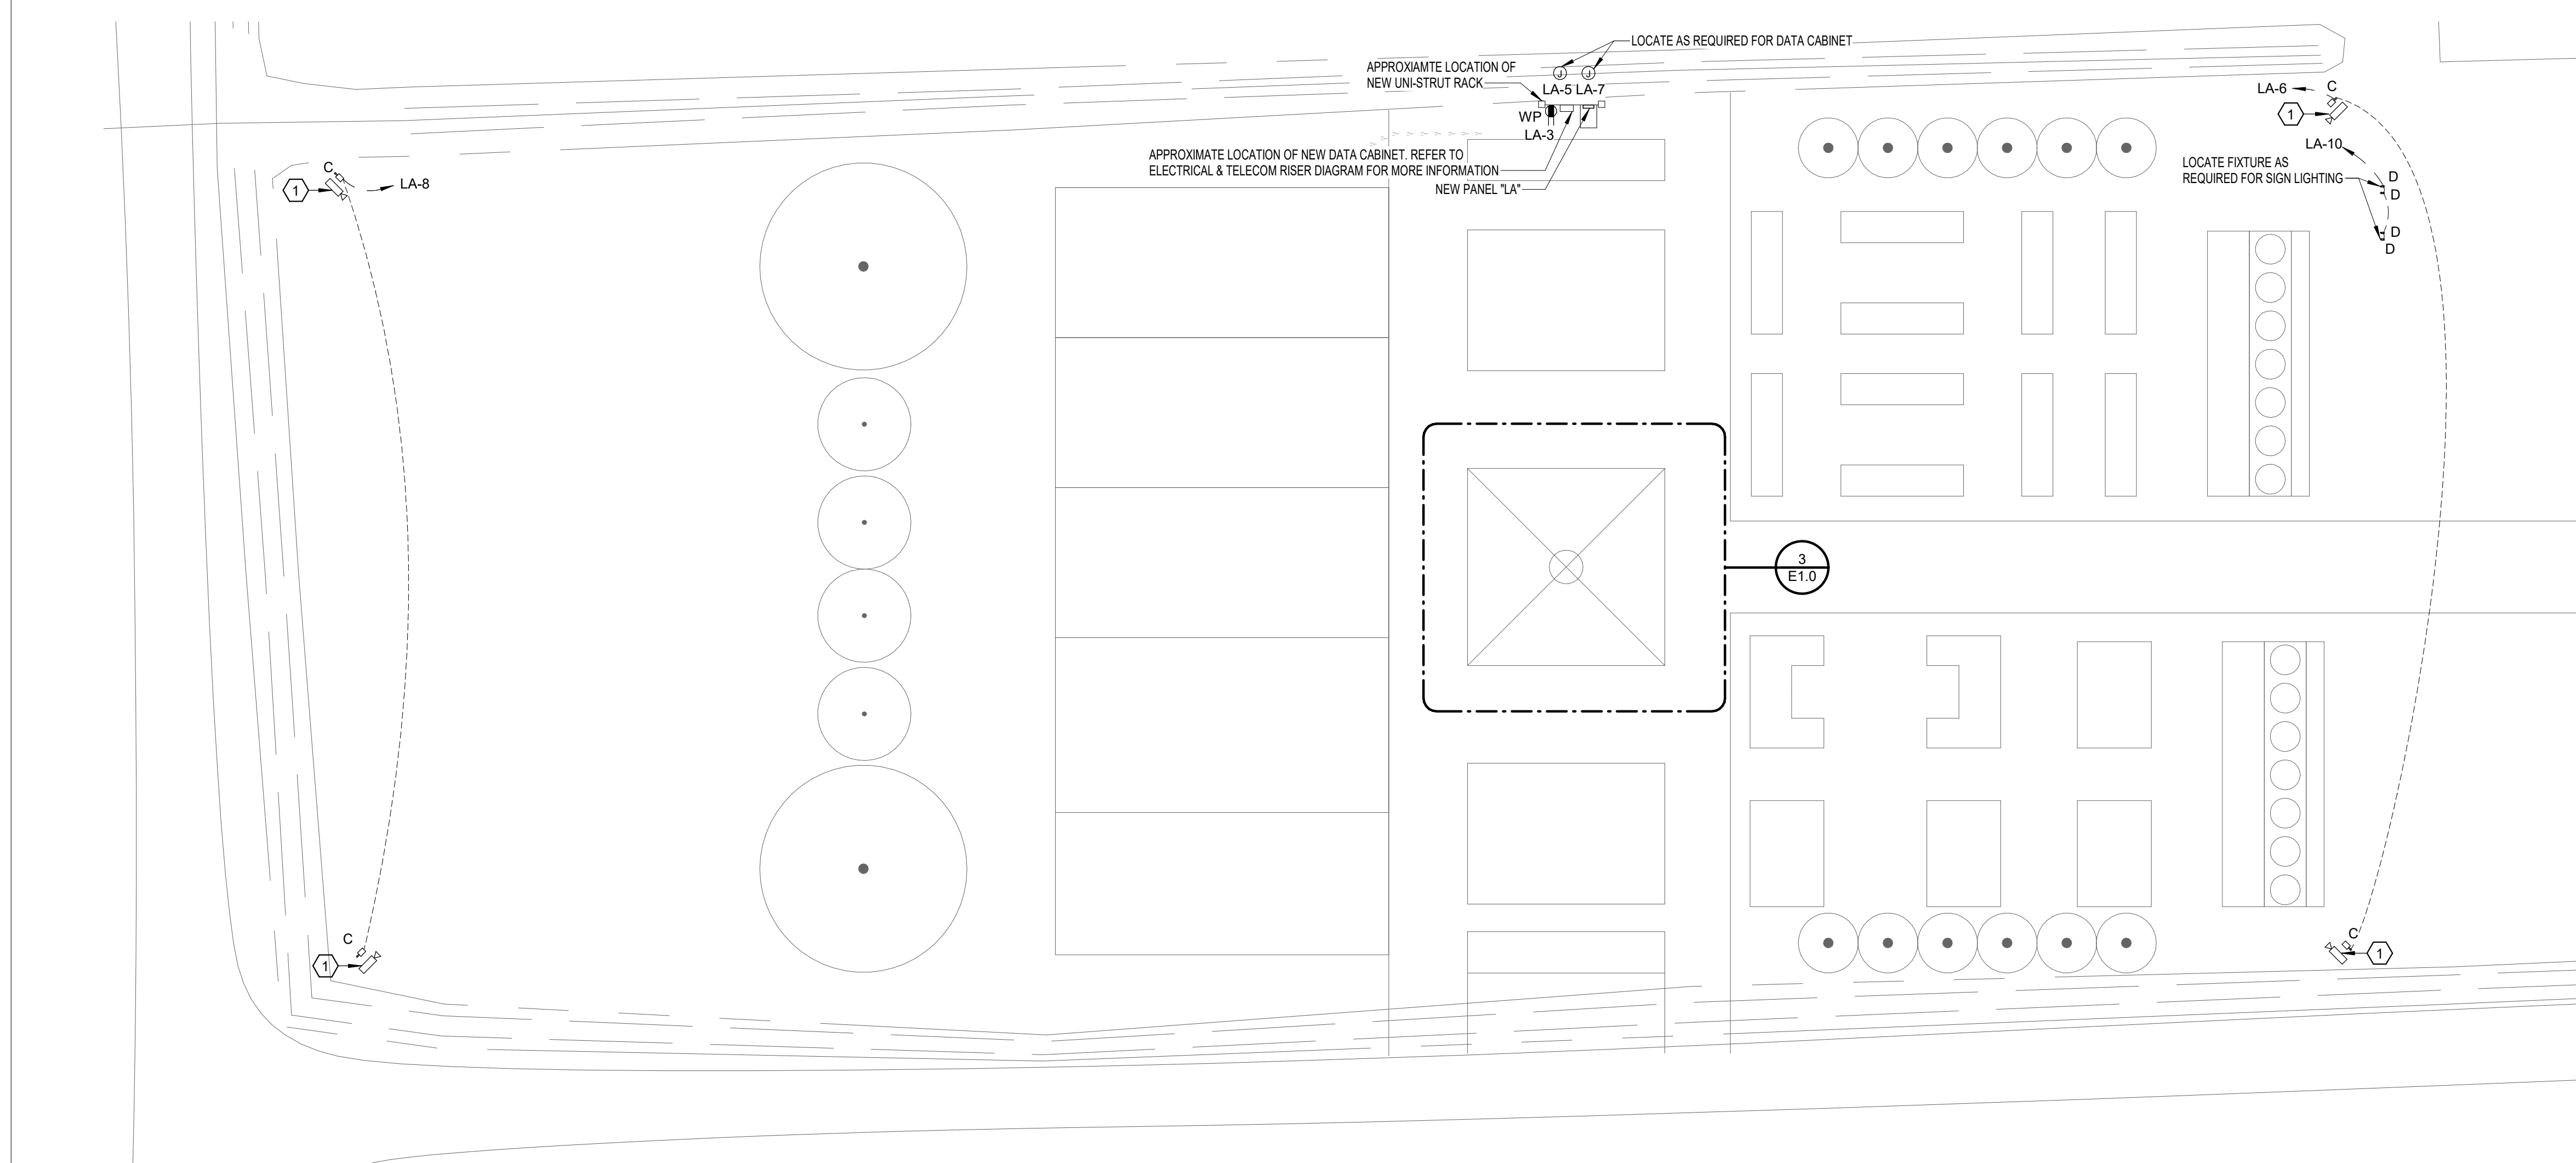 LOCATE AS REQUIRED FOR DATA CABINET
APPROXIAMTE LOCATION OF
NEW UNI-STRUT RACK
J
J
LA-5
LA-7
WP
LA-3
APPROXIMATE LOCATION OF NEW DATA CABINET. REFER TO
ELECTRICAL & TELECOM RISER DIAGRAM FOR MORE INFORMATION
NEW PANEL "LA"
C
1
LA-8
LA-6
C
1
LA-10
LOCATE FIXTURE AS
REQUIRED FOR SIGN LIGHTING
D
D
D
D
3
E1.0
C
1
C
1